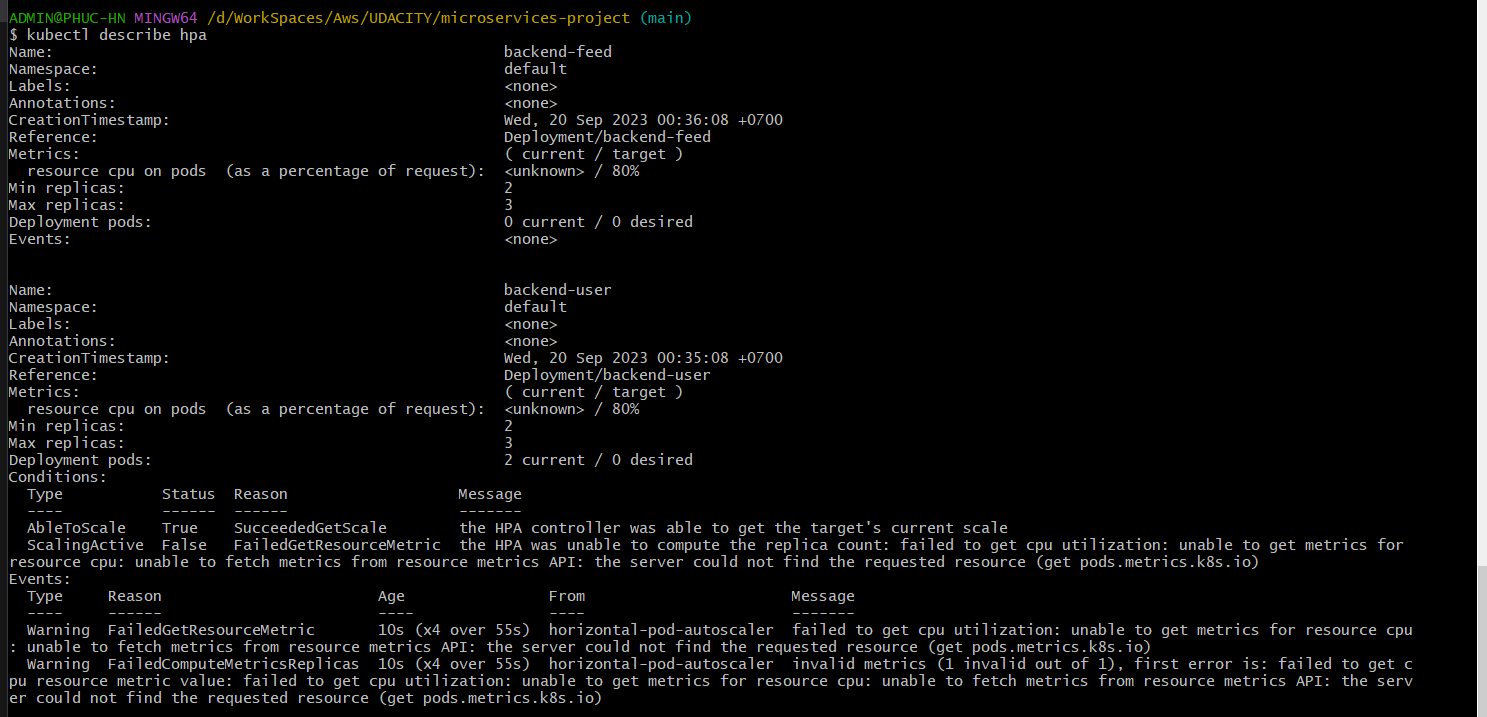 ADMIN@PHUC-HN MINGW64 /d/WorkSpaces/Aws/UDACITY/microservices-project (main)
$ kubectl describe hpa
Name:                                                  backend-feed
Namespace:                                             default
Labels:                                                <none>
Annotations:                                           <none>
CreationTimestamp:                                     Wed, 20 Sep 2023 00:36:08 +0700
Reference:                                             Deployment/backend-feed
Metrics:                                               ( current / target )
  resource cpu on pods  (as a percentage of request):  <unknown> / 80%
Min replicas:                                          2
Max replicas:                                          3
Deployment pods:                                       0 current / 0 desired
Events:                                                <none>

Name:                                                  backend-user
Namespace:                                             default
Labels:                                                <none>
Annotations:                                           <none>
CreationTimestamp:                                     Wed, 20 Sep 2023 00:35:08 +0700
Reference:                                             Deployment/backend-user
Metrics:                                               ( current / target )
  resource cpu on pods  (as a percentage of request):  <unknown> / 80%
Min replicas:                                          2
Max replicas:                                          3
Deployment pods:                                       2 current / 0 desired
Conditions:
  Type           Status  Reason                   Message
  ----           ------  ------                   -------
  AbleToScale    True    SucceededGetScale        the HPA controller was able to get the target's current scale
  ScalingActive  False   FailedGetResourceMetric  the HPA was unable to compute the replica count: failed to get cpu utilization: unable to get metrics for
resource cpu: unable to fetch metrics from resource metrics API: the server could not find the requested resource (get pods.metrics.k8s.io)
Events:
  Type     Reason                        Age                From                       Message
  ----     ------                        ----               ----                       -------
  Warning  FailedGetResourceMetric       10s (x4 over 55s)  horizontal-pod-autoscaler  failed to get cpu utilization: unable to get metrics for resource cpu
: unable to fetch metrics from resource metrics API: the server could not find the requested resource (get pods.metrics.k8s.io)
  Warning  FailedComputeMetricsReplicas  10s (x4 over 55s)  horizontal-pod-autoscaler  invalid metrics (1 invalid out of 1), first error is: failed to get c
pu resource metric value: failed to get cpu utilization: unable to get metrics for resource cpu: unable to fetch metrics from resource metrics API: the serv
er could not find the requested resource (get pods.metrics.k8s.io)